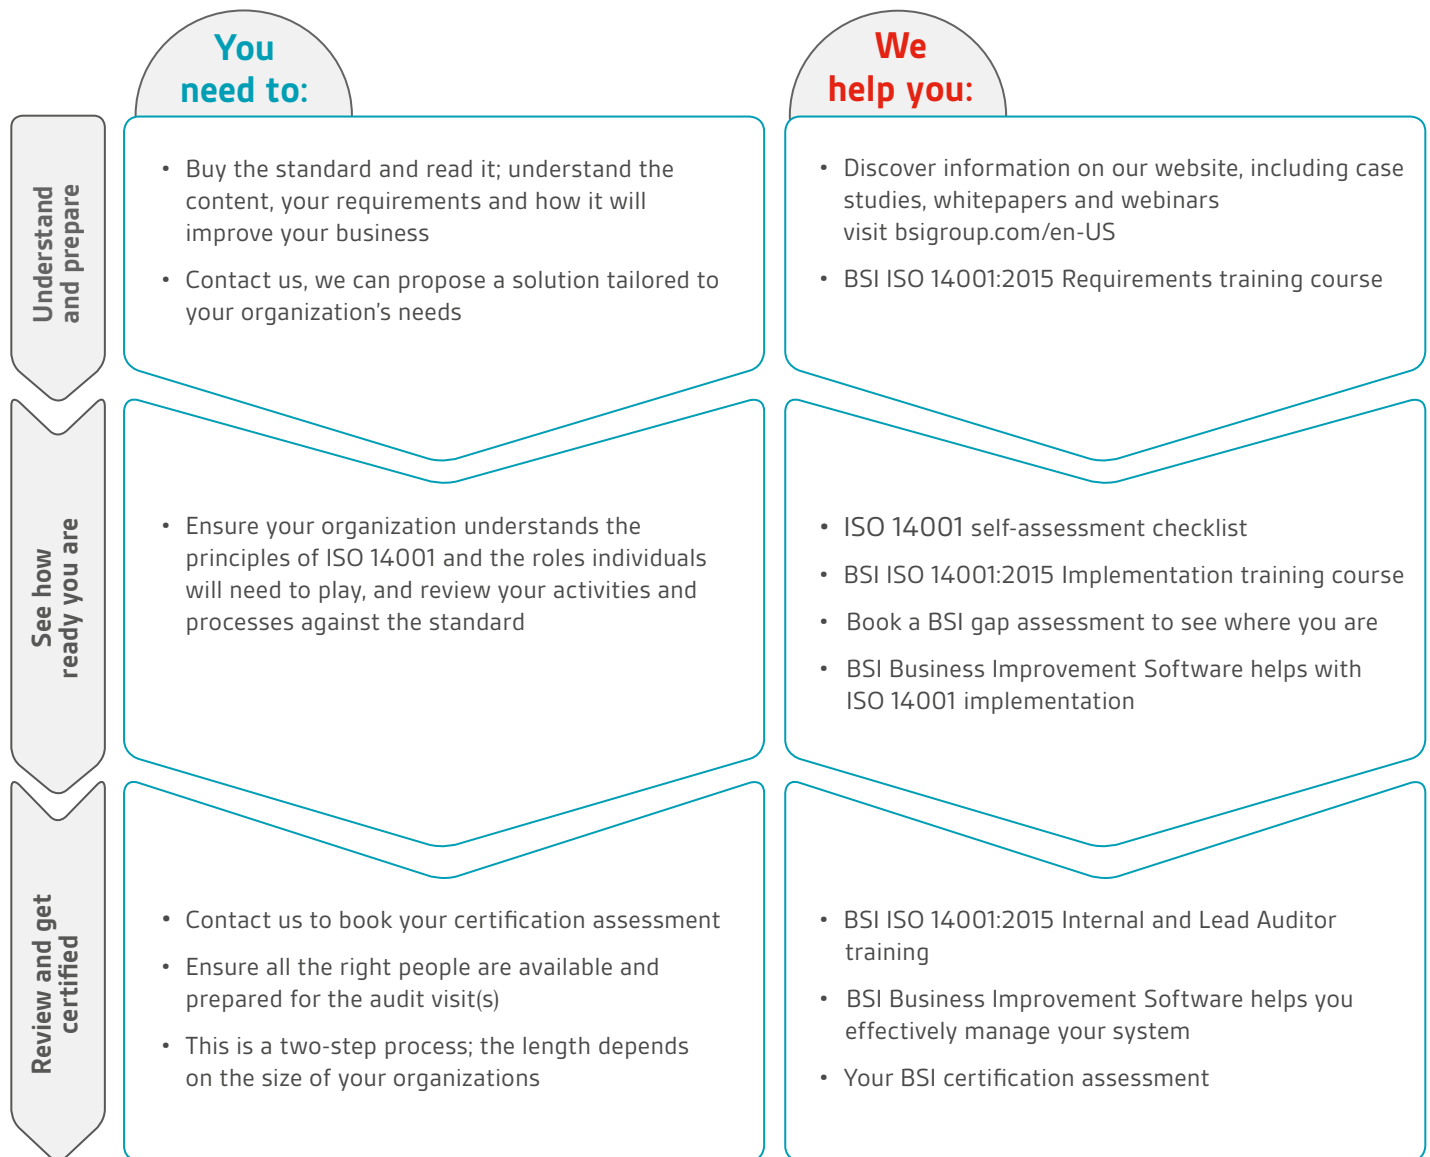 You
need to:
We
help you:
Understand
and prepare
• Buy the standard and read it; understand the
content, your requirements and how it will
improve your business
• Contact us, we can propose a solution tailored to
your organization's needs
• Discover information on our website, including case
studies, whitepapers and webinars
visit bsigroup.com/en-US
• BSI ISO 14001:2015 Requirements training course
See how
ready you are
• Ensure your organization understands the
principles of ISO 14001 and the roles individuals
will need to play, and review your activities and
processes against the standard
• ISO 14001 self-assessment checklist
• BSI ISO 14001:2015 Implementation training course
• Book a BSI gap assessment to see where you are
• BSI Business Improvement Software helps with
ISO 14001 implementation
Review and get
certified
• Contact us to book your certification assessment
• Ensure all the right people are available and
prepared for the audit visit(s)
• This is a two-step process; the length depends
on the size of your organizations
• BSI ISO 14001:2015 Internal and Lead Auditor
training
• BSI Business Improvement Software helps you
effectively manage your system
• Your BSI certification assessment